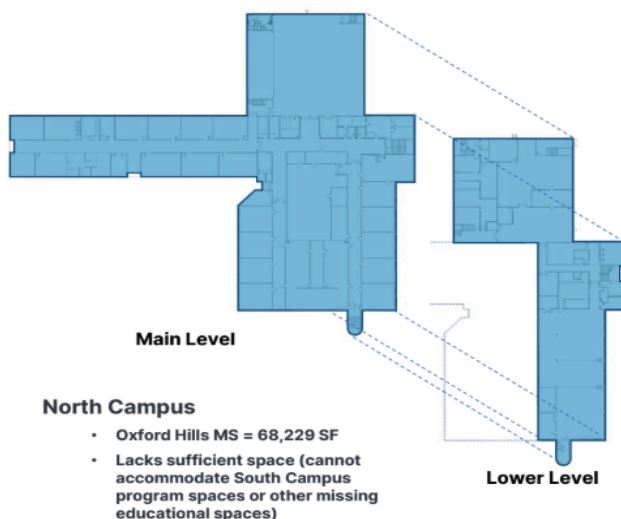 Main Level
North Campus
• Oxford Hills MS = 68,229 SF
• Lacks sufficient space (cannot
accommodate South Campus
program spaces or other missing
educational spaces)
Lower Level